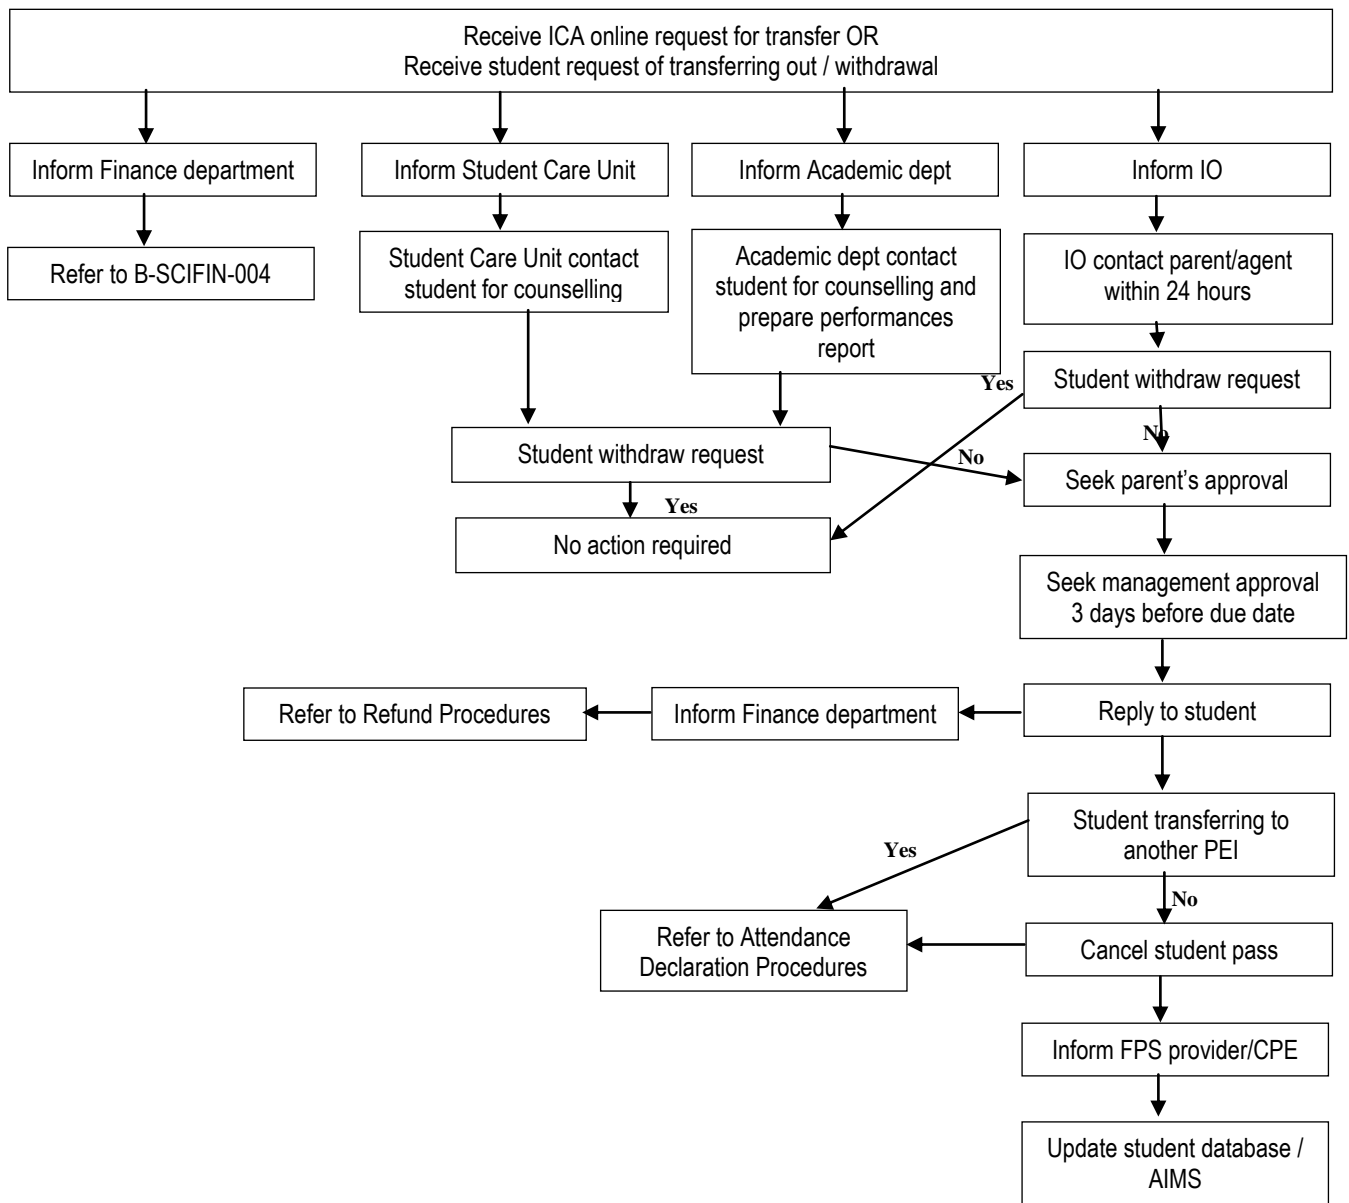 Receive ICA online request for transfer OR
Receive student request of transferring out / withdrawal
Inform Finance department
Inform Student Care Unit
Inform Academic dept
Inform IO
Refer to B-SCIFIN-004
Student Care Unit contact
student for counselling
Academic dept contact
student for counselling and
prepare performances
report
IO contact parent/agent
within 24 hours
Yes
Student withdraw request
No
Student withdraw request
No
Seek parent's approval
Yes
No action required
Seek management approval
3 days before due date
Refer to Refund Procedures
Inform Finance department
Reply to student
Student transferring to
another PEI
Yes
No
Refer to Attendance
Declaration Procedures
Cancel student pass
Inform FPS provider/CPE
Update student database /
AIMS